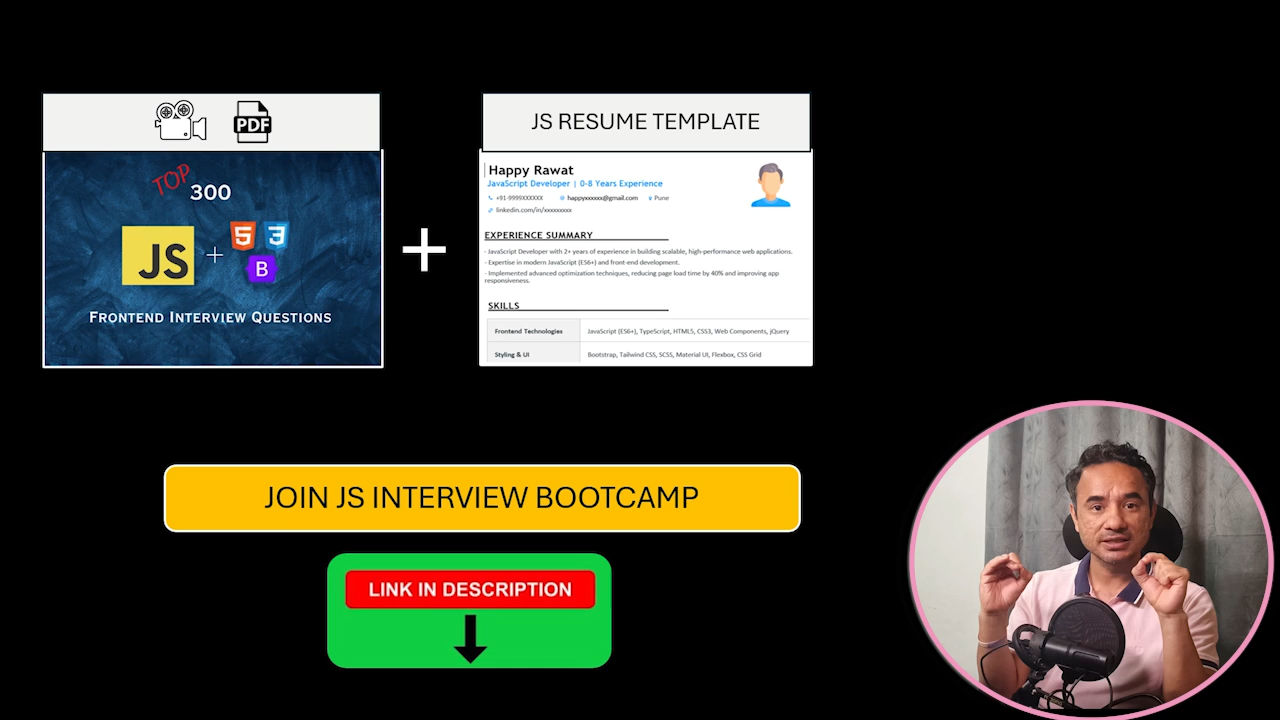 PDF
TOP
300
JS
5
3
B
FRONTEND INTERVIEW QUESTIONS
JS RESUME TEMPLATE
Happy Rawat
JavaScript Developer | 0-8 Years Experience
+91-9999XXXXXX happyxxxxxx@gmail.com Pune
linkedin.com/in/xxxxxxxxx
EXPERIENCE SUMMARY
- JavaScript Developer with 2+ years of experience in building scalable, high-performance web applications.
- Expertise in modern JavaScript (ES6+) and front-end development.
- Implemented advanced optimization techniques, reducing page load time by 40% and improving app
responsiveness.
SKILLS
Frontend Technologies JavaScript (ES6+), TypeScript, HTML5, CSS3, Web Components, jQuery
Styling & UI Bootstrap, Tailwind CSS, SCSS, Material UI, Flexbox, CSS Grid
JOIN JS INTERVIEW BOOTCAMP
LINK IN DESCRIPTION